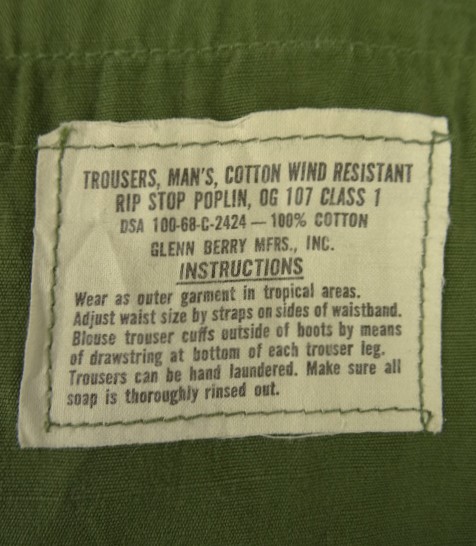 TROUSERS, MAN'S, COTTON WIND RESISTANT
RIP STOP POPLIN, OG 107 CLASS 1
DSA 100-68-C-2424 — 100% COTTON
GLENN BERRY MFRS., INC.
INSTRUCTIONS
Wear as outer garment in tropical areas.
Adjust waist size by straps on sides of waistband.
Blouse trouser cuffs outside of boots by means
of drawstring at bottom of each trouser leg.
Trousers can be hand laundered. Make sure all
soap is thoroughly rinsed out.